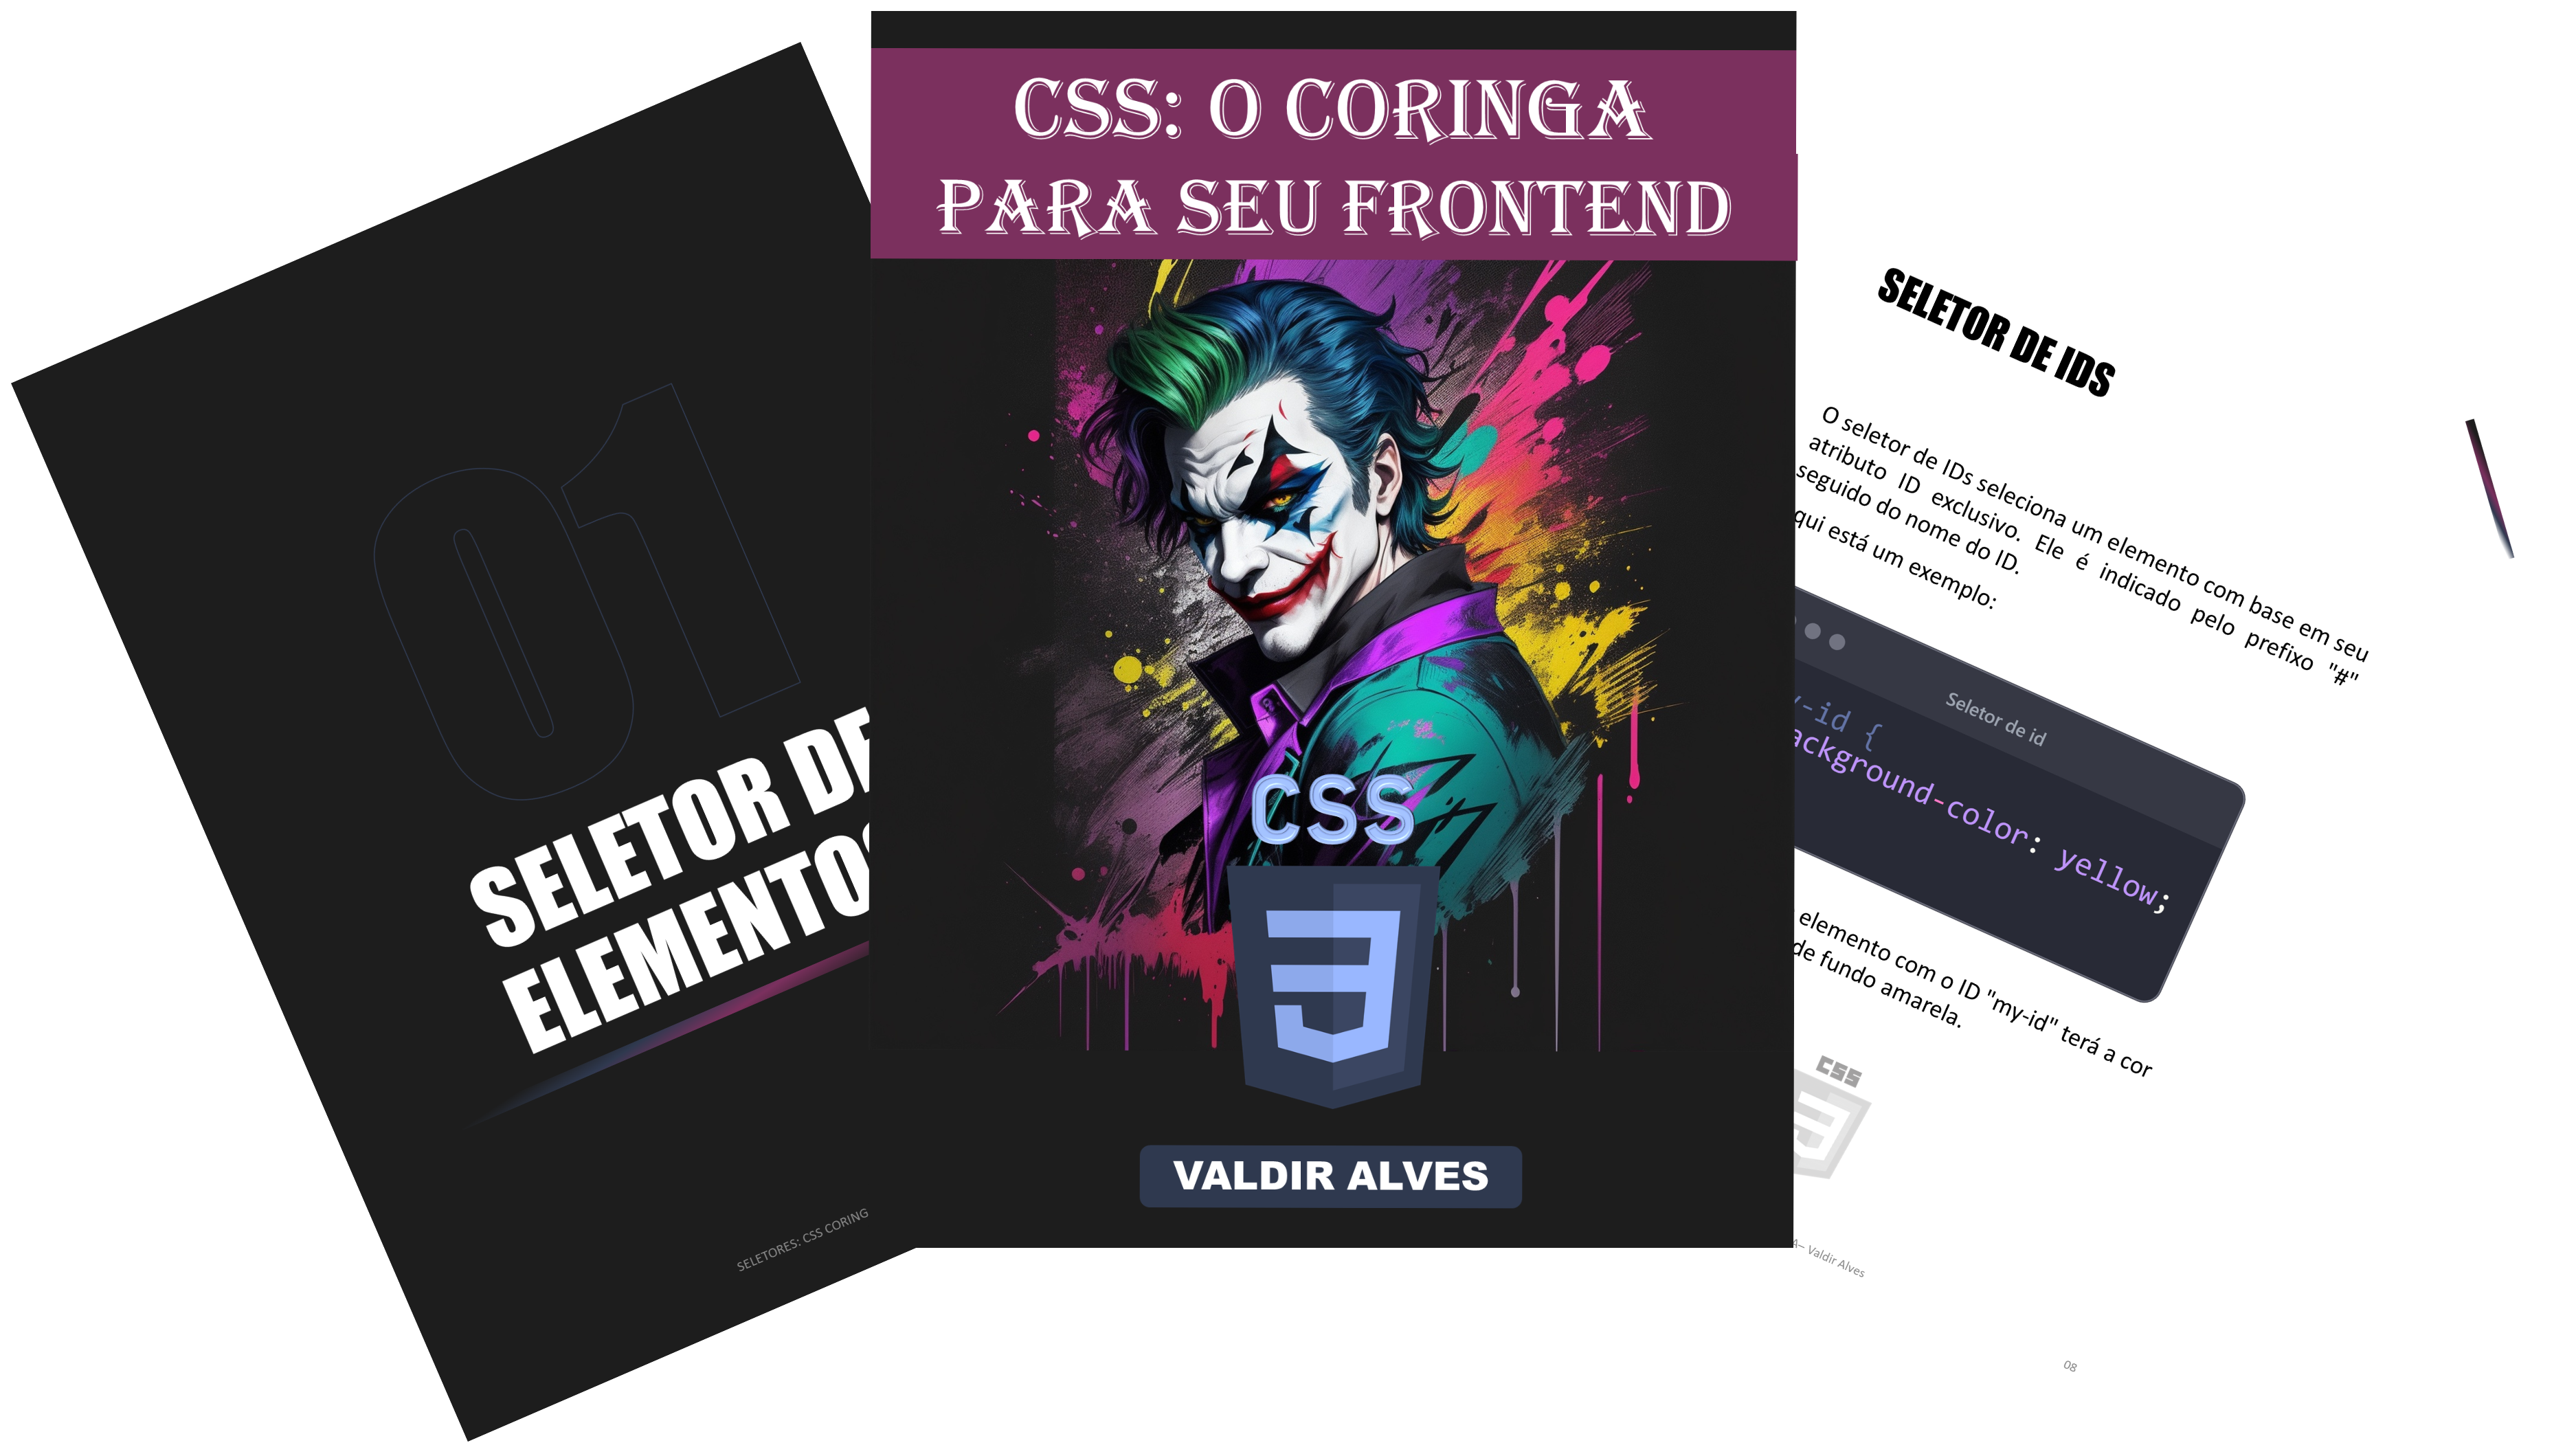 01
SELETOR DE
ELEMENTOS
SELETORES: CSS CORING
CSS: O CORINGA
PARA SEU FRONTEND
CSS
VALDIR ALVES
SELETOR DE IDS
O seletor de IDs seleciona um elemento com base em seu
atributo ID exclusivo. Ele é indicado pelo prefixo "#"
seguido do nome do ID.
qui está um exemplo:
Seletor de id
y-id {
ackground-color: yellow;
elemento com o ID "my-id" terá a cor
de fundo amarela.
CSS
A– Valdir Alves
08